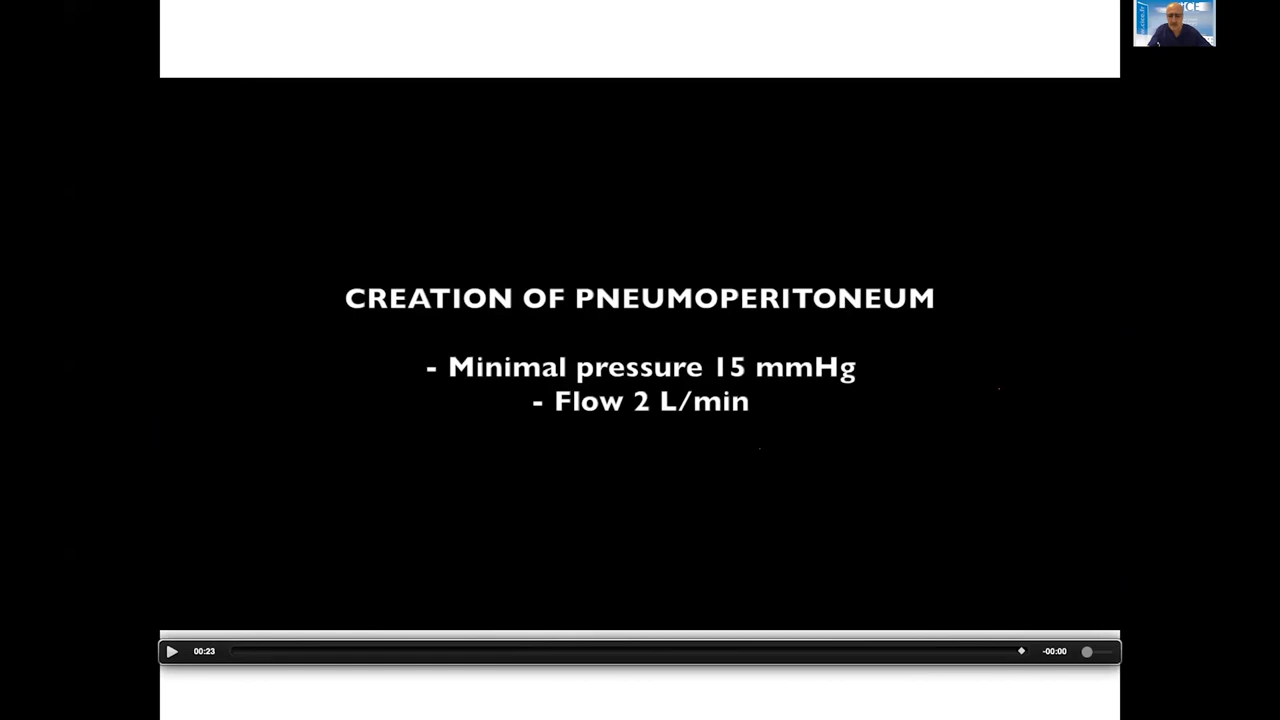 CREATION OF PNEUMOPERITONEUM
- Minimal pressure 15 mmHg
- Flow 2 L/min
00:23
-00:00